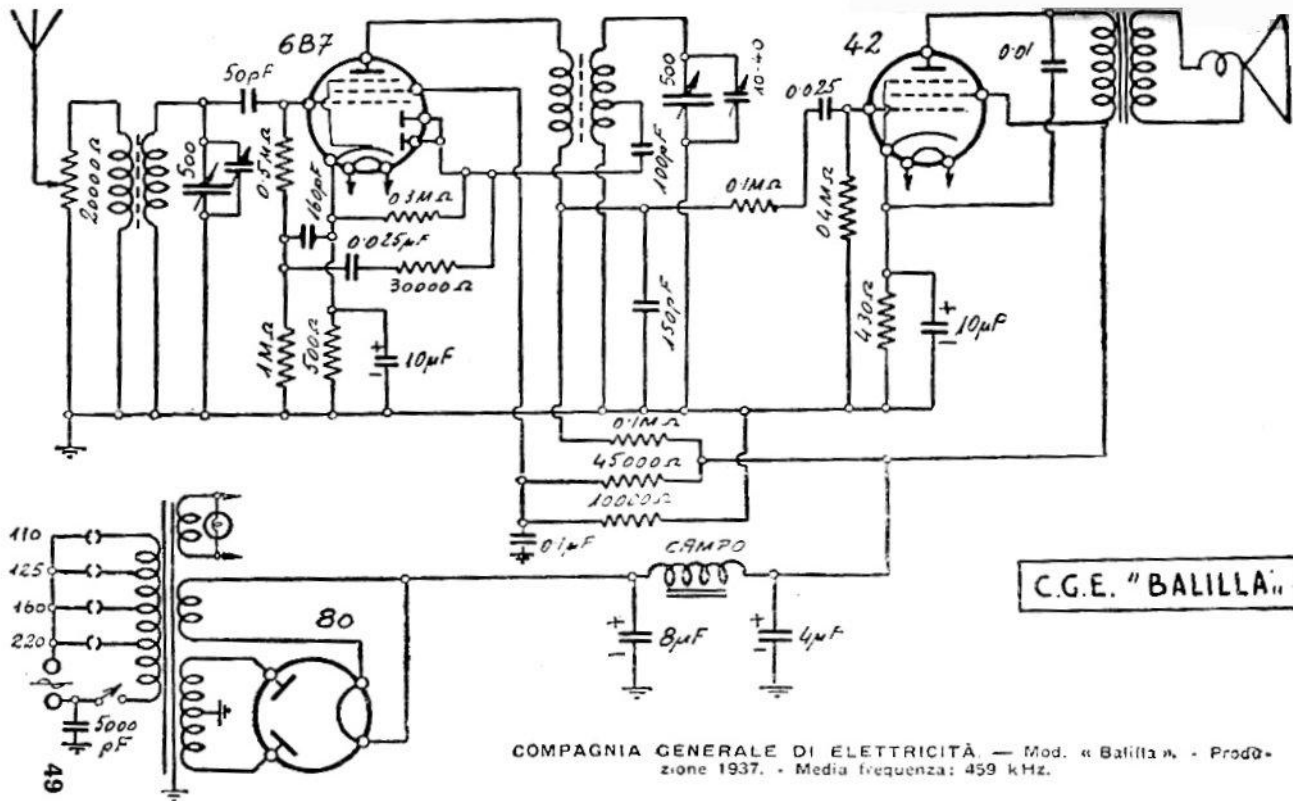 6B7
42
50pF
0.01
500
10-40
0.025
20000Ω
500
0.5MΩ
160pF
0.3MΩ
100pF
0.1MΩ
04MΩ
0.025µF
30000Ω
1MΩ
500Ω
10µF
150pF
430Ω
10µF
0.1MΩ
45000Ω
10000Ω
0.1µF
CAMPO
110
125
160
220
80
8µF
4µF
C.G.E. "BALILLA„
5000
pF
49
COMPAGNIA GENERALE DI ELETTRICITÀ. — Mod. « Balilla ». - Produ-
zione 1937. - Media frequenza: 459 kHz.